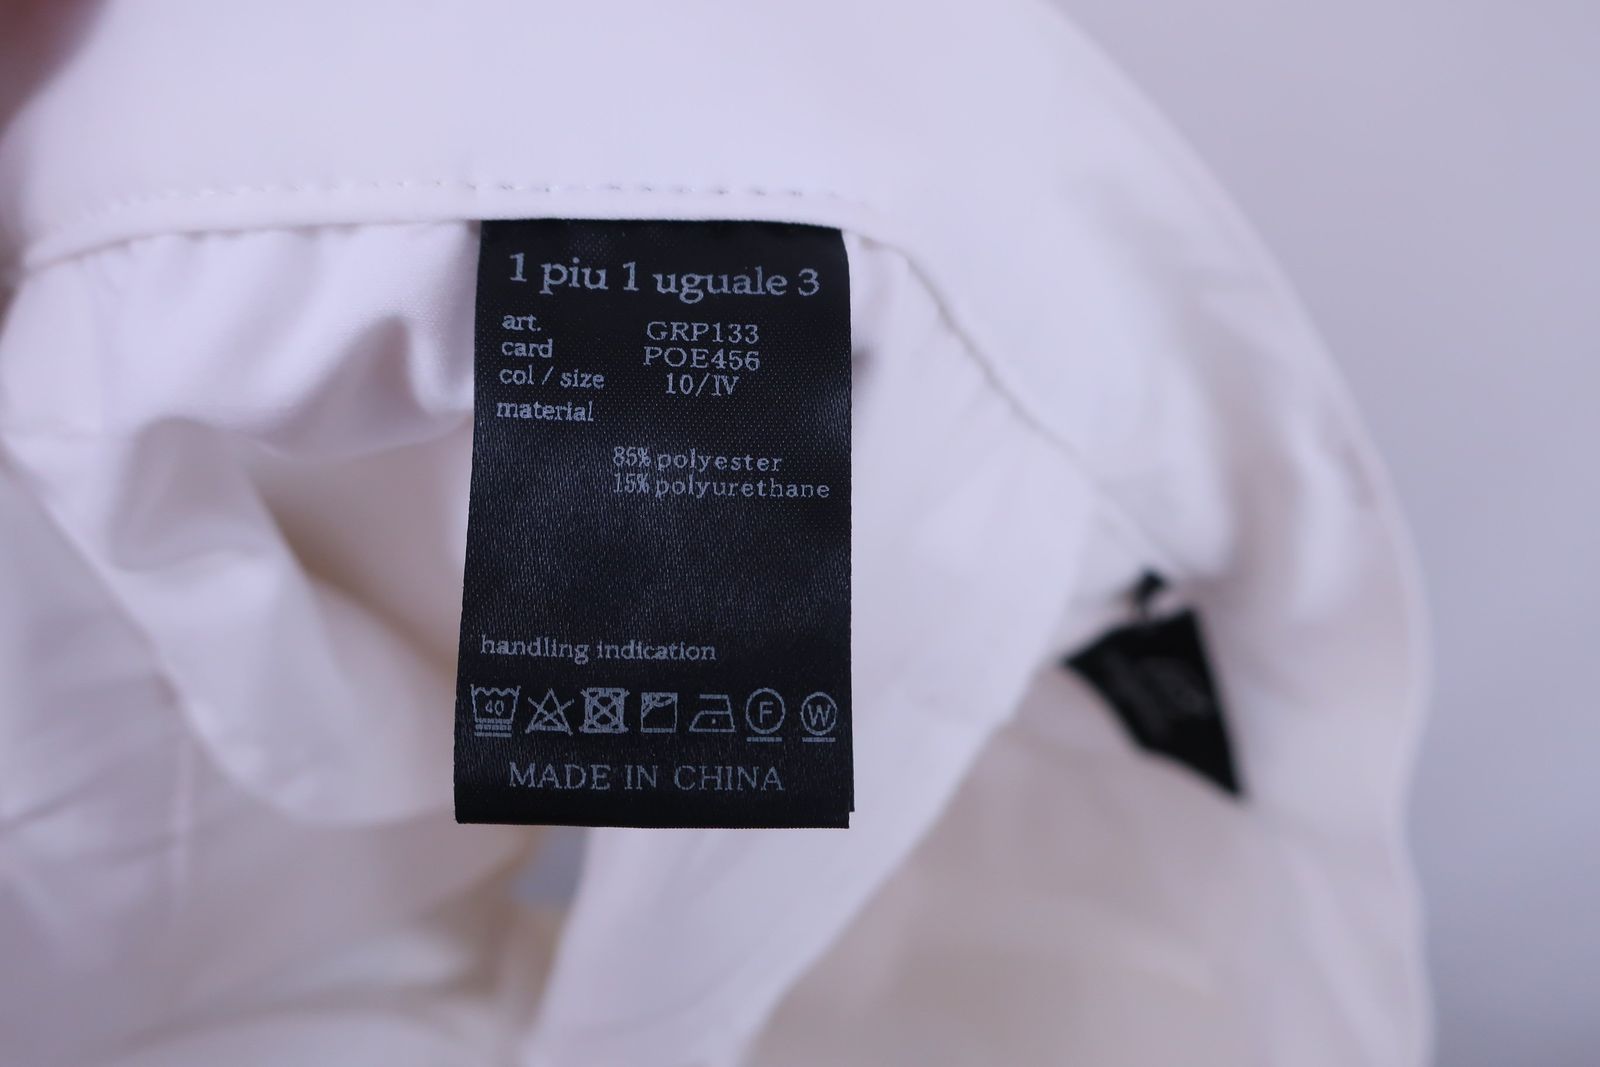 1 piu 1 uguale 3
art. GRP133
card POE456
col / size 10/IV
material
85% polyester
15% polyurethane
handling indication
40 F W
MADE IN CHINA